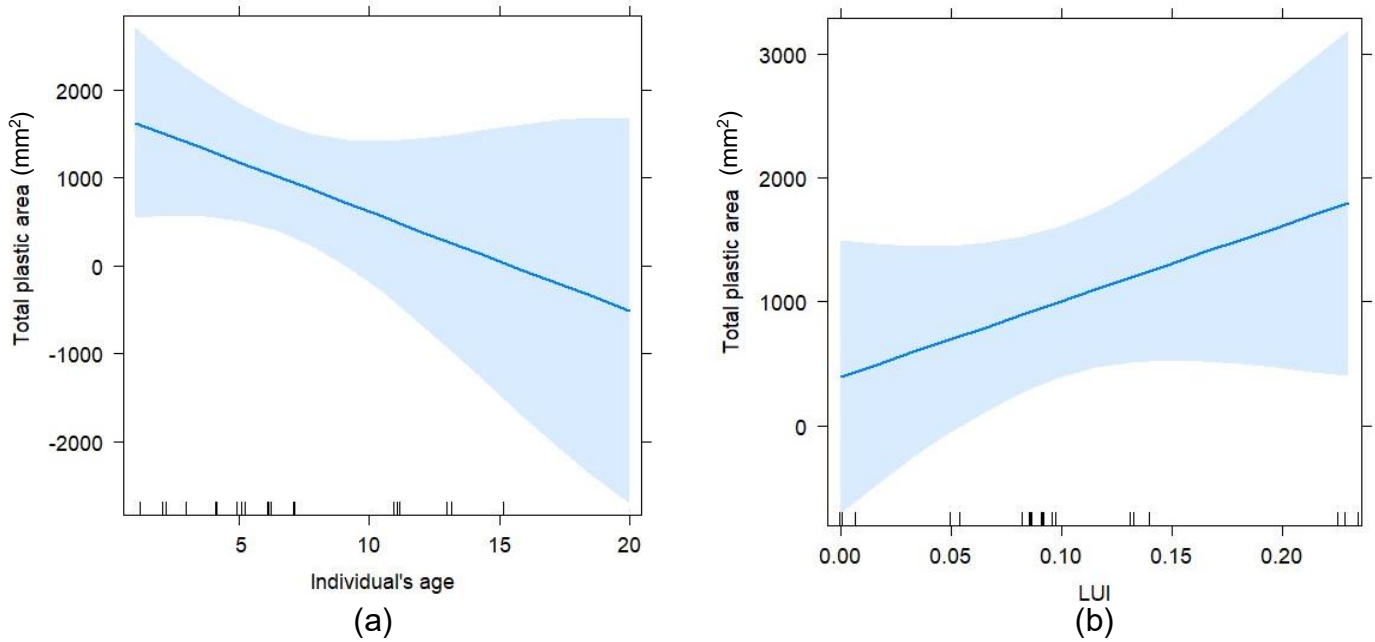 Total plastic area (mm²)
2000
1000
0
-1000
-2000
5 10 15 20
Individual's age
(a)
Total plastic area (mm²)
3000
2000
1000
0
0.00 0.05 0.10 0.15 0.20
LUI
(b)